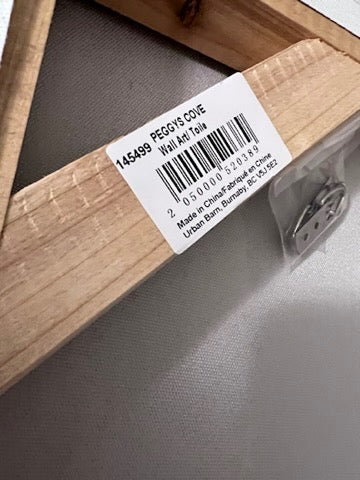 145499 PEGGYS COVE
Wall Art/ Toile
2 050000 520389
Made in China/Fabriqué en Chine
Urban Barn, Burnaby, BC V5J 5E2